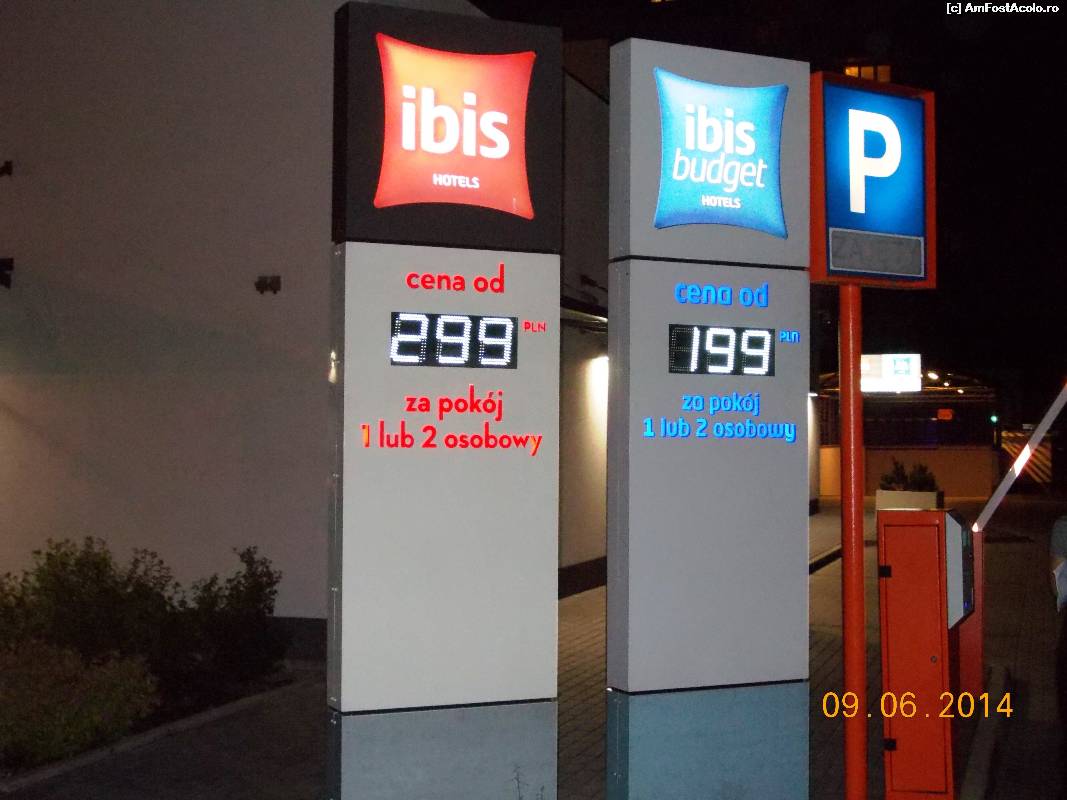 [c] AmFostAcolo.ro
ibis
HOTELS
cena od
299 PLN
za pokój
1 lub 2 osobowy
ibis
budget
HOTELS
cena od
199 PLN
za pokój
1 lub 2 osobowy
P
09.06.2014